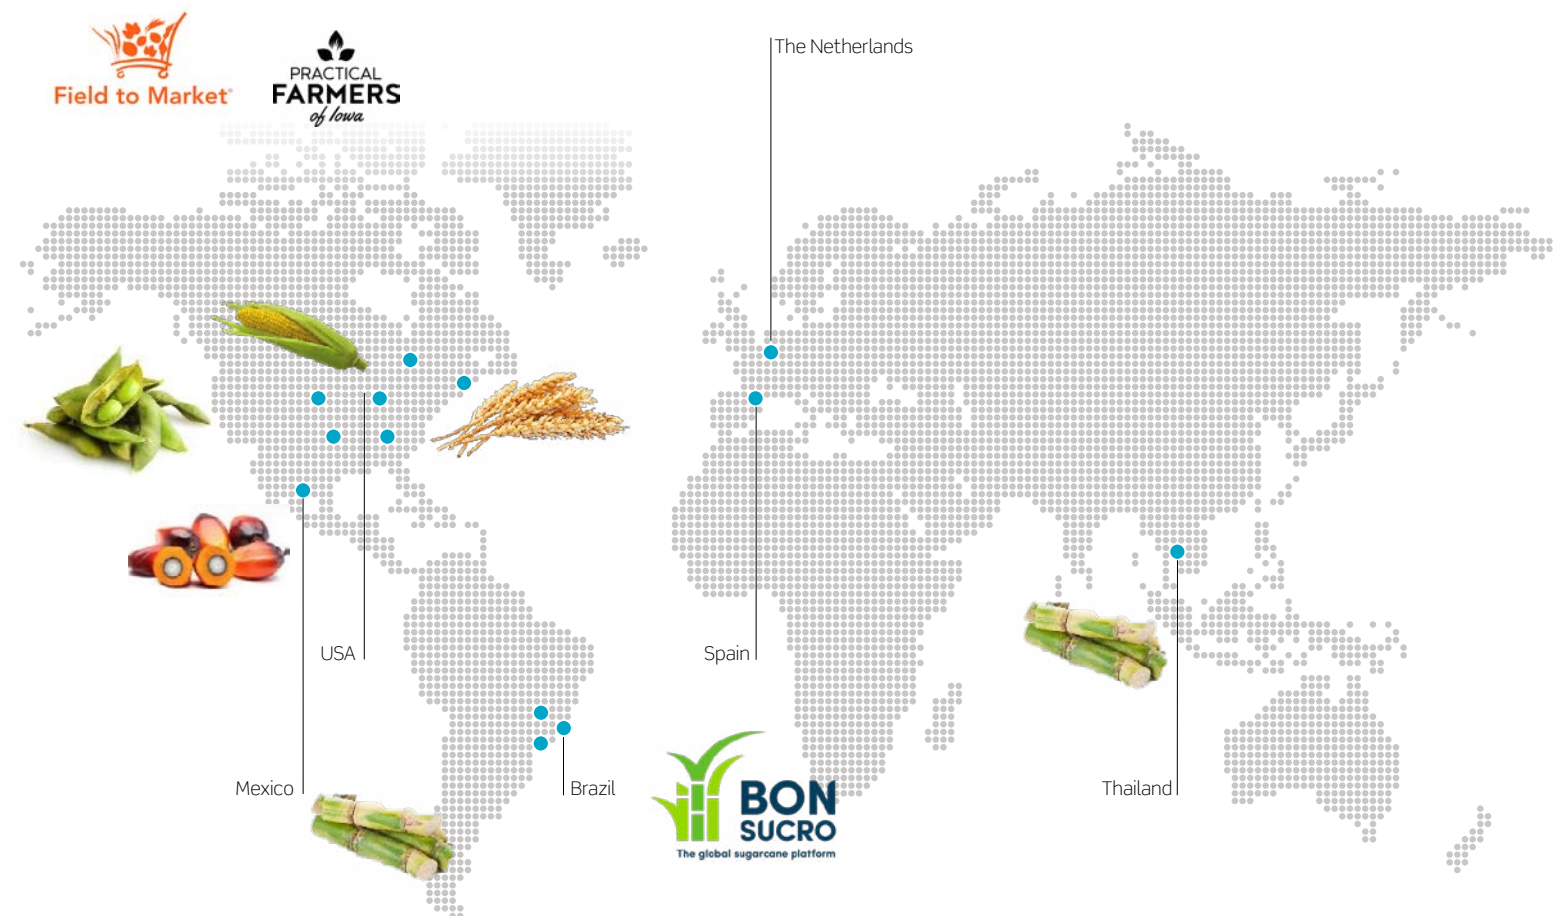 Field to Market®
PRACTICAL
FARMERS
of Iowa
The Netherlands
USA
Spain
Mexico
Brazil
Thailand
BON
SUCRO
The global sugarcane platform